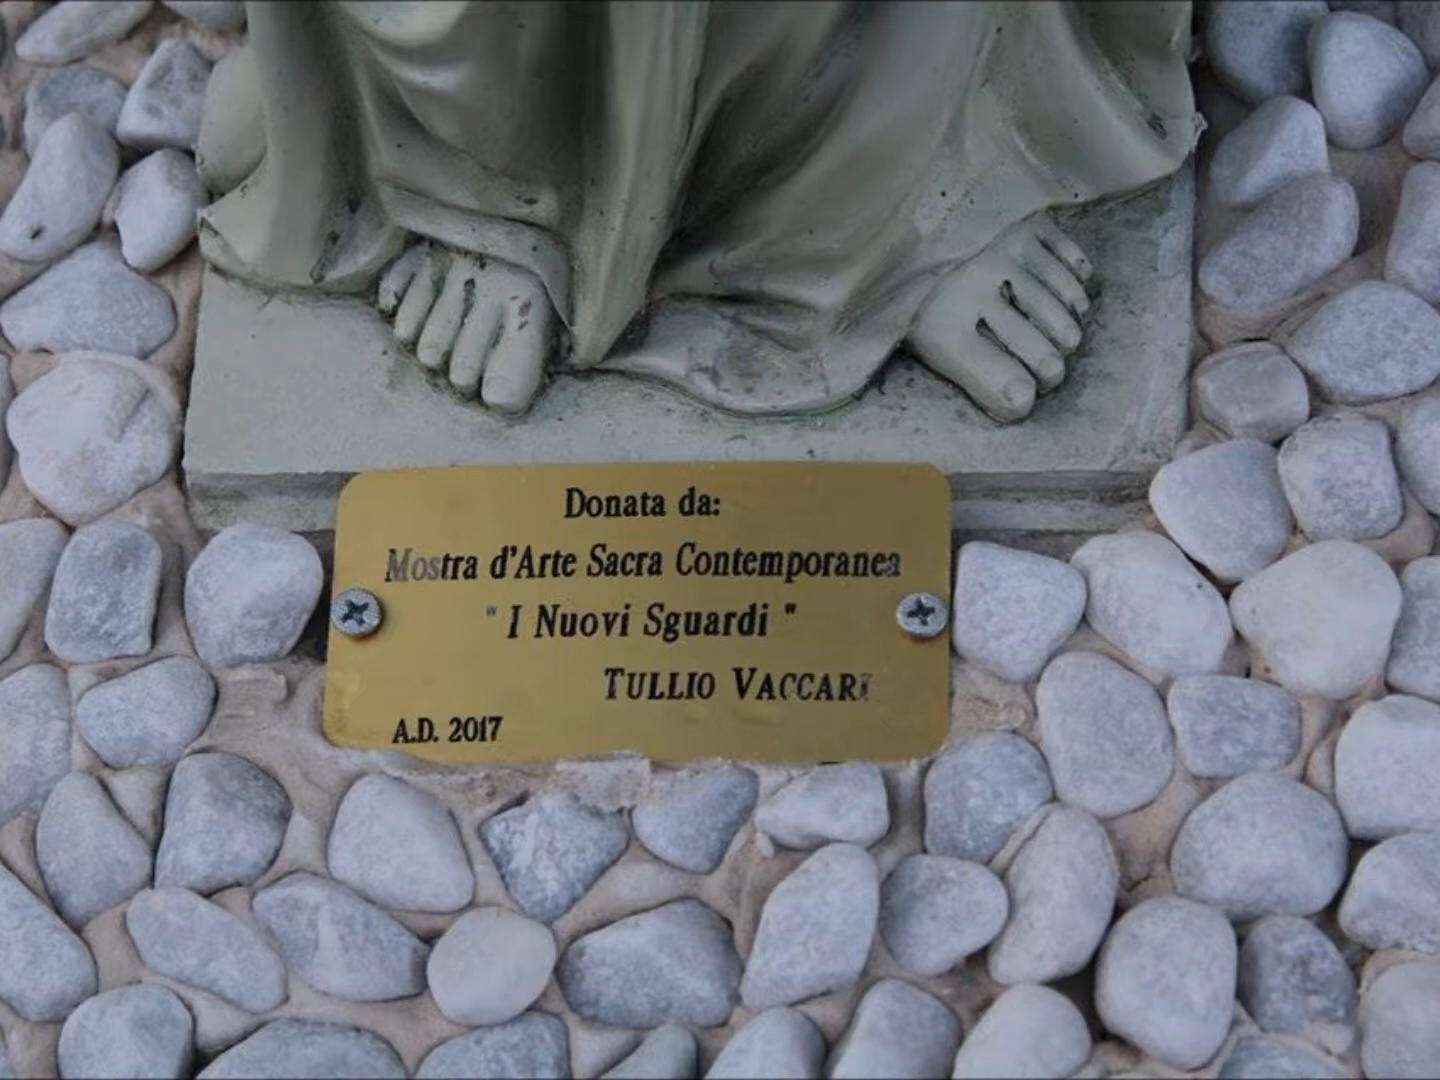 Donata da:
Mostra d'Arte Sacra Contemporanea
" I Nuovi Sguardi "
TULLIO VACCARI
A.D. 2017